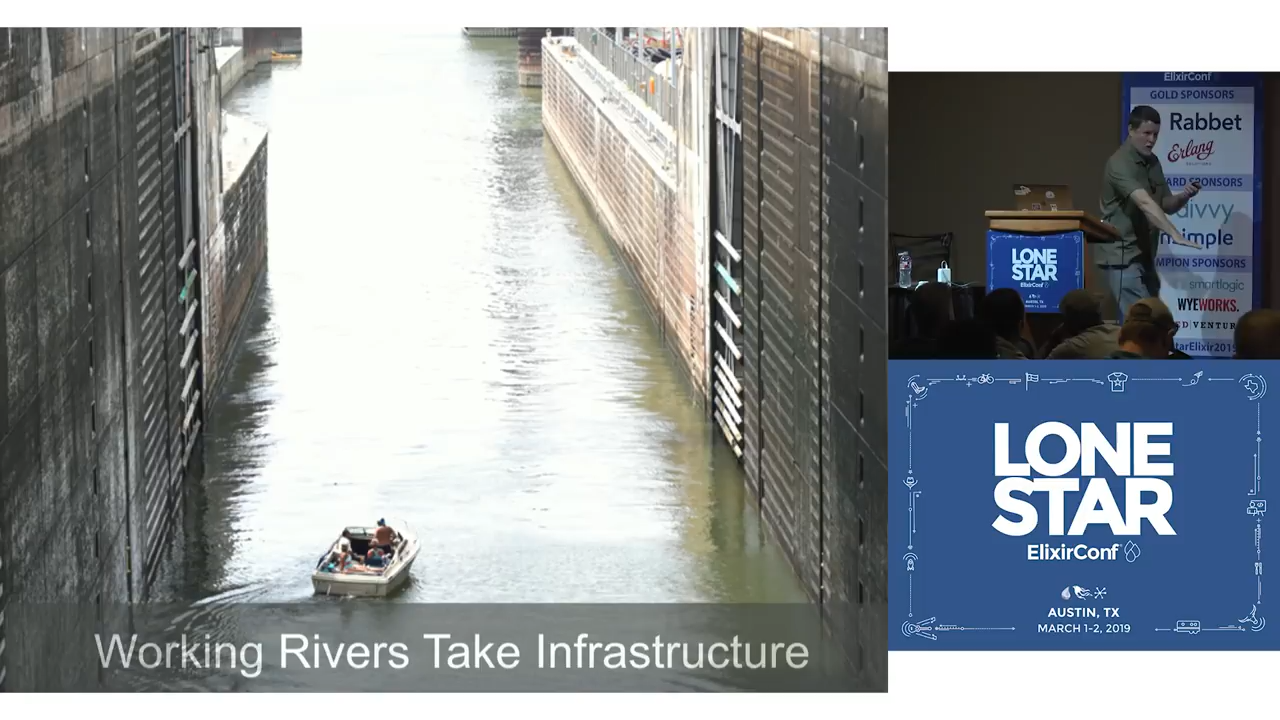 Working Rivers Take Infrastructure
ElixirConf
GOLD SPONSORS
Rabbet
Erlang
SPONSORS
divvy
CHAMPION SPONSORS
smartlogic
WYEWORKS.
LONE
STAR
ElixirConf
LONE
STAR
ElixirConf
AUSTIN, TX
MARCH 1-2, 2019